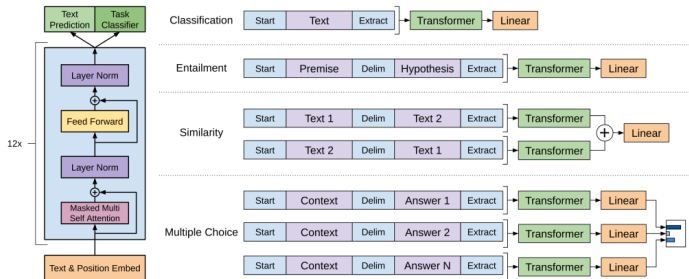 Text
Prediction
Task
Classifier
Layer Norm
Feed Forward
12x
Layer Norm
Masked Multi
Self Attention
Text & Position Embed
Classification
Start Text Extract Transformer Linear
Entailment
Start Premise Delim Hypothesis Extract Transformer Linear
Similarity
Start Text 1 Delim Text 2 Extract Transformer
Linear
Start Text 2 Delim Text 1 Extract Transformer
Multiple Choice
Start Context Delim Answer 1 Extract Transformer Linear
Start Context Delim Answer 2 Extract Transformer Linear
Start Context Delim Answer N Extract Transformer Linear